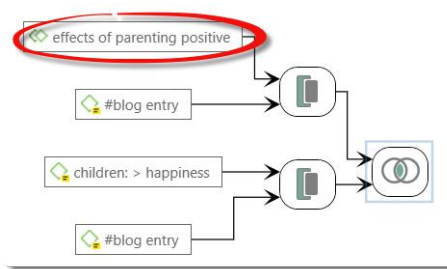 effects of parenting positive
#blog entry
children: > happiness
#blog entry